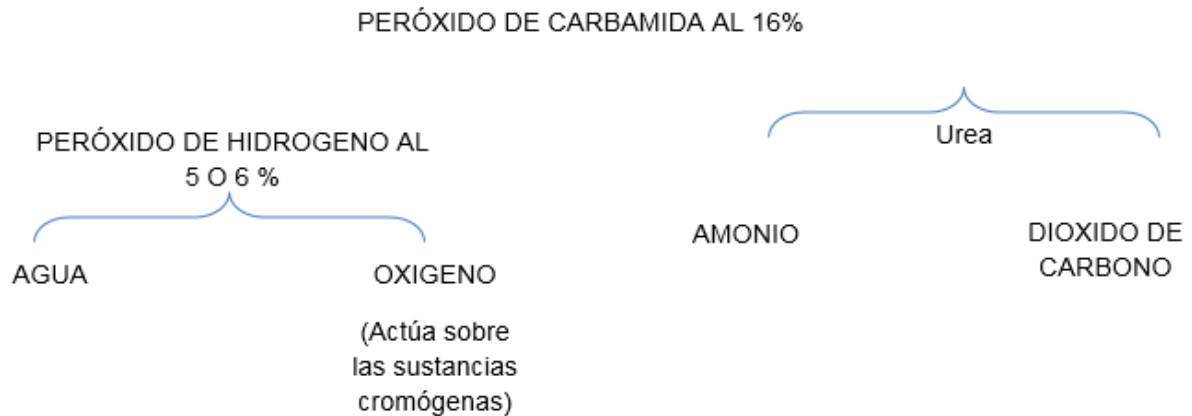 PERÓXIDO DE CARBAMIDA AL 16%
PERÓXIDO DE HIDROGENO AL
5 O 6 %
Urea
AGUA
OXIGENO
(Actúa sobre
las sustancias
cromógenas)
AMONIO
DIOXIDO DE
CARBONO